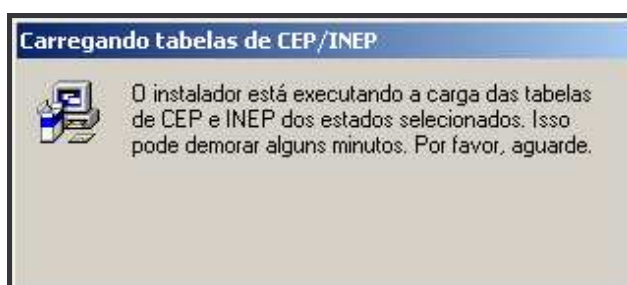 Carregando tabelas de CEP/INEP
O instalador está executando a carga das tabelas
de CEP e INEP dos estados selecionados. Isso
pode demorar alguns minutos. Por favor, aguarde.